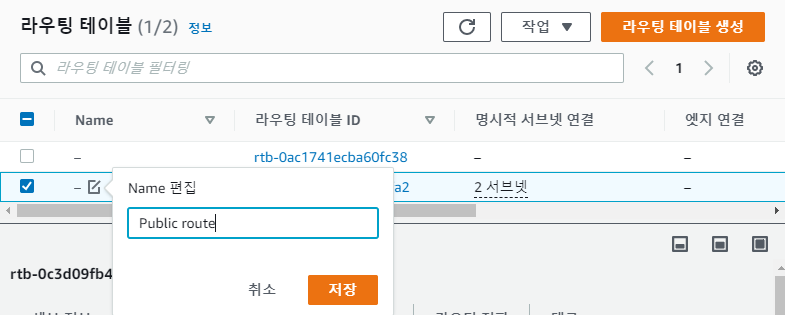 라우팅 테이블 (1/2) 정보 작업 라우팅 테이블 생성
라우팅 테이블 필터링 1
Name 라우팅 테이블 ID 명시적 서브넷 연결 엣지 연결
– rtb-0ac1741ecba60fc38 – –
– a2 2 서브넷 –
Name 편집
Public route
rtb-0c3d09fb4
취소 저장